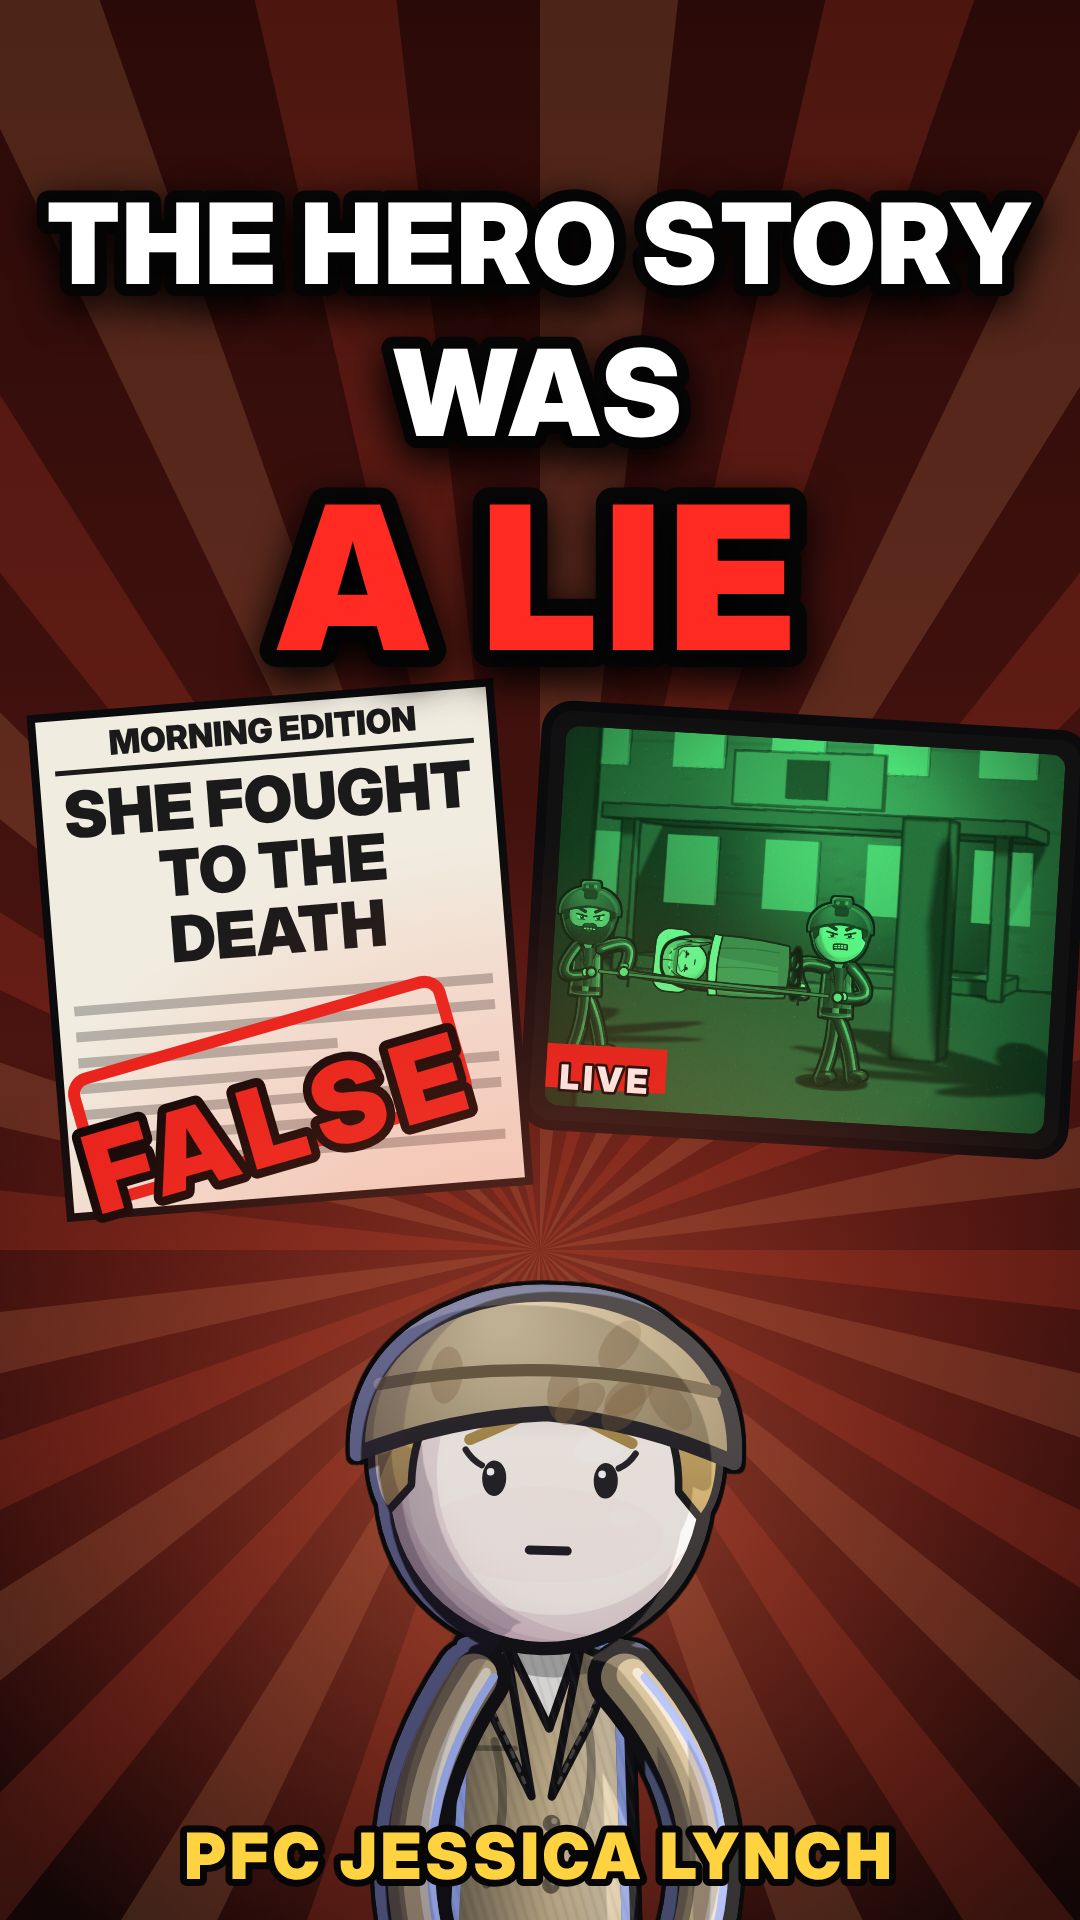 THE HERO STORY
WAS
A LIE
MORNING EDITION
SHE FOUGHT
TO THE
DEATH
FALSE
LIVE
PFC JESSICA LYNCH